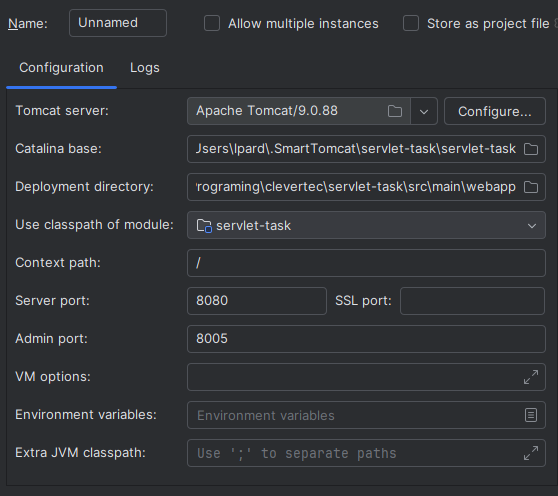 Name: Unnamed Allow multiple instances Store as project file
Configuration Logs
Tomcat server: Apache Tomcat/9.0.88 Configure...
Catalina base: Jsers\lpard\.SmartTomcat\servlet-task\servlet-task
Deployment directory: rograming\clevertec\servlet-task\src\main\webapp
Use classpath of module: servlet-task
Context path: /
Server port: 8080 SSL port:
Admin port: 8005
VM options:
Environment variables: Environment variables
Extra JVM classpath: Use ';' to separate paths